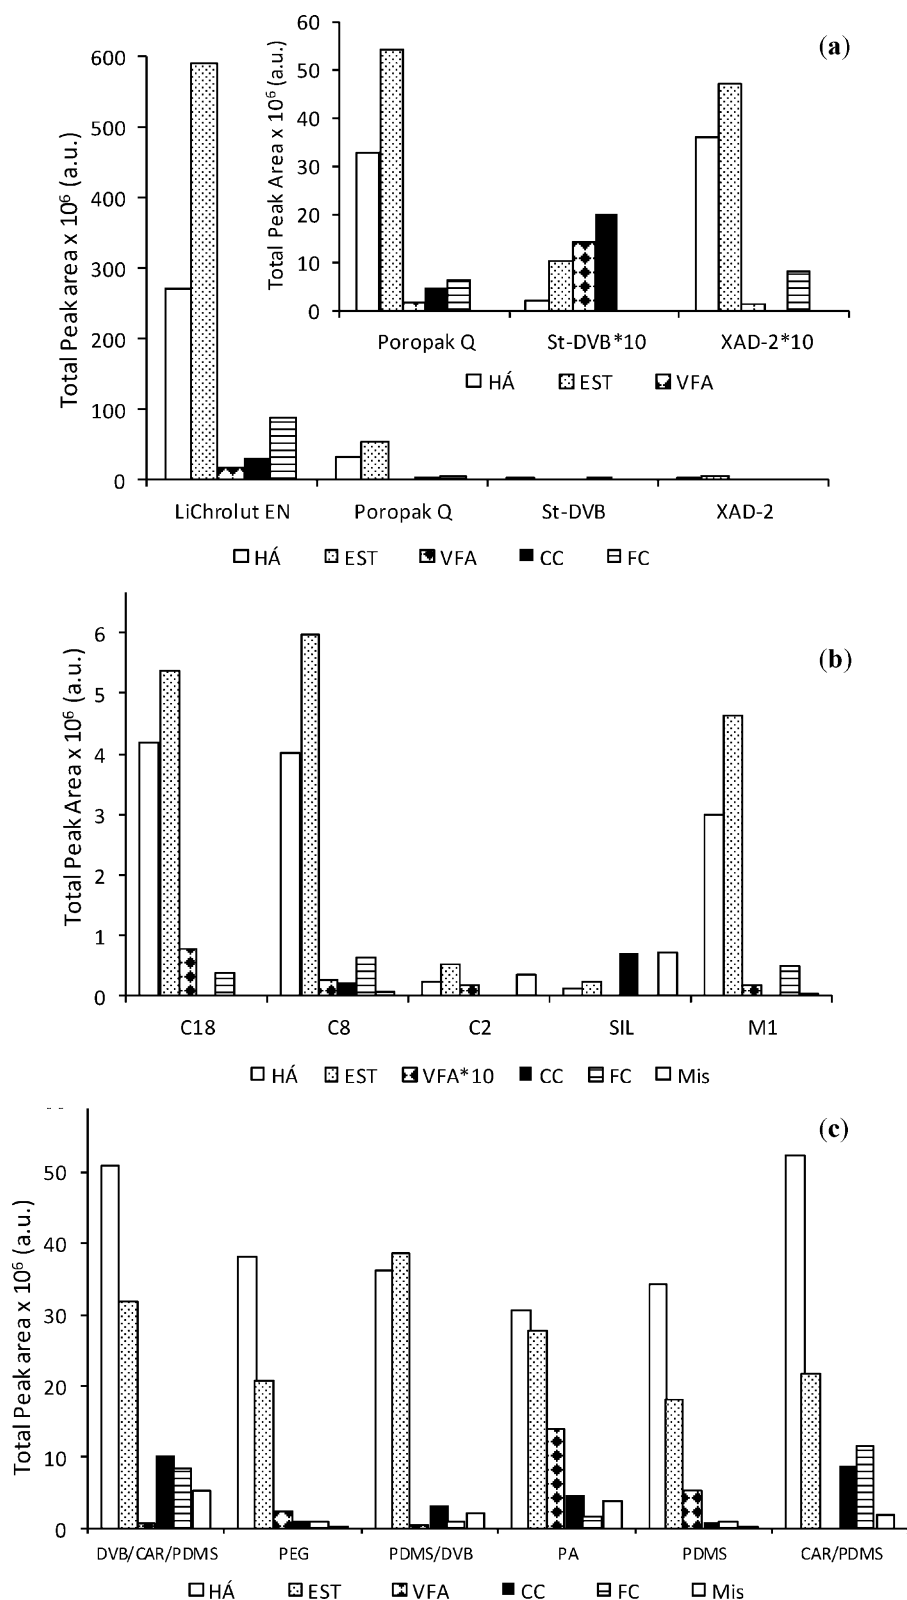 (a)
Total Peak area x 10⁶ (a.u.)
600
500
400
300
200
100
0
Total Peak Area x 10⁶ (a.u.)
60
50
40
30
20
10
0
Poropak Q St-DVB*10 XAD-2*10
HÁ EST VFA
LiChrolut EN Poropak Q St-DVB XAD-2
HÁ EST VFA CC FC
(b)
Total Peak Area x 10⁶ (a.u.)
6
5
4
3
2
1
0
C18 C8 C2 SIL M1
HÁ EST VFA*10 CC FC Mis
(c)
Total Peak area x 10⁶ (a.u.)
50
40
30
20
10
0
DVB/CAR/PDMS PEG PDMS/DVB PA PDMS CAR/PDMS
HÁ EST VFA CC FC Mis